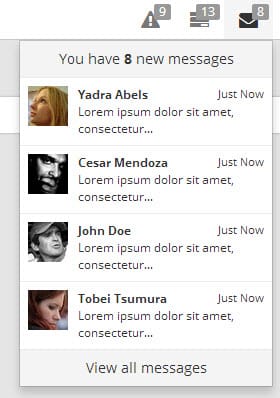 9 13 8
You have 8 new messages
Yadra Abels Just Now
Lorem ipsum dolor sit amet,
consectetur...
Cesar Mendoza Just Now
Lorem ipsum dolor sit amet,
consectetur...
John Doe Just Now
Lorem ipsum dolor sit amet,
consectetur...
Tobei Tsumura Just Now
Lorem ipsum dolor sit amet,
consectetur...
View all messages